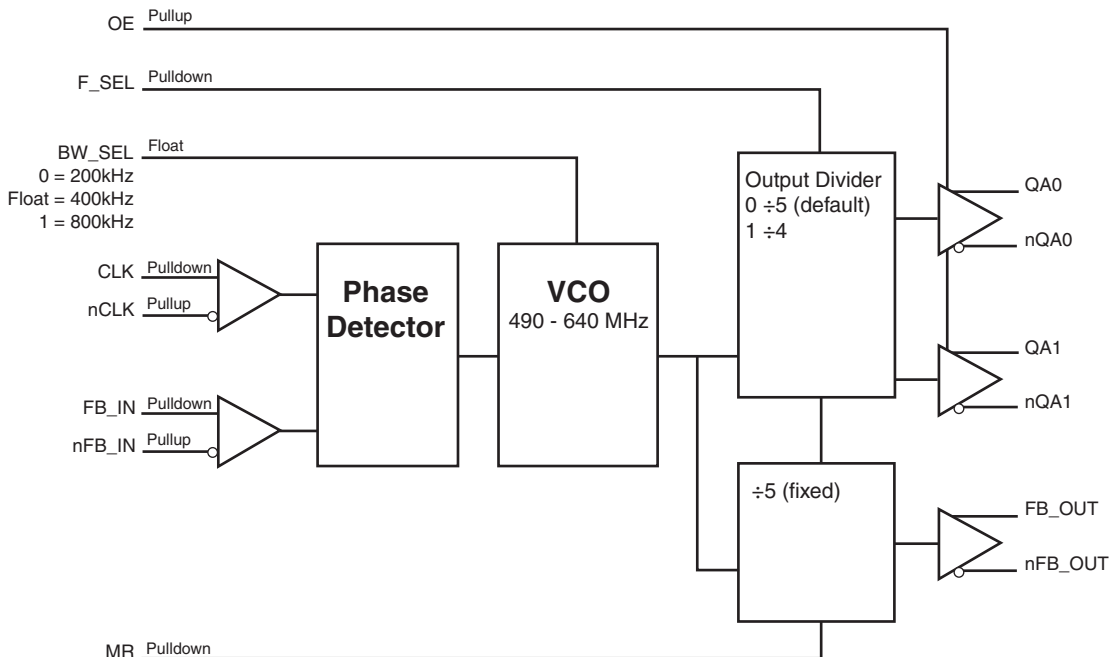 OE Pullup
F_SEL Pulldown
BW_SEL Float
0 = 200kHz
Float = 400kHz
1 = 800kHz
CLK Pulldown
nCLK Pullup
FB_IN Pulldown
nFB_IN Pullup
Phase
Detector
VCO
490 - 640 MHz
Output Divider
0 ÷5 (default)
1 ÷4
÷5 (fixed)
QA0
nQA0
QA1
nQA1
FB_OUT
nFB_OUT
MR Pulldown